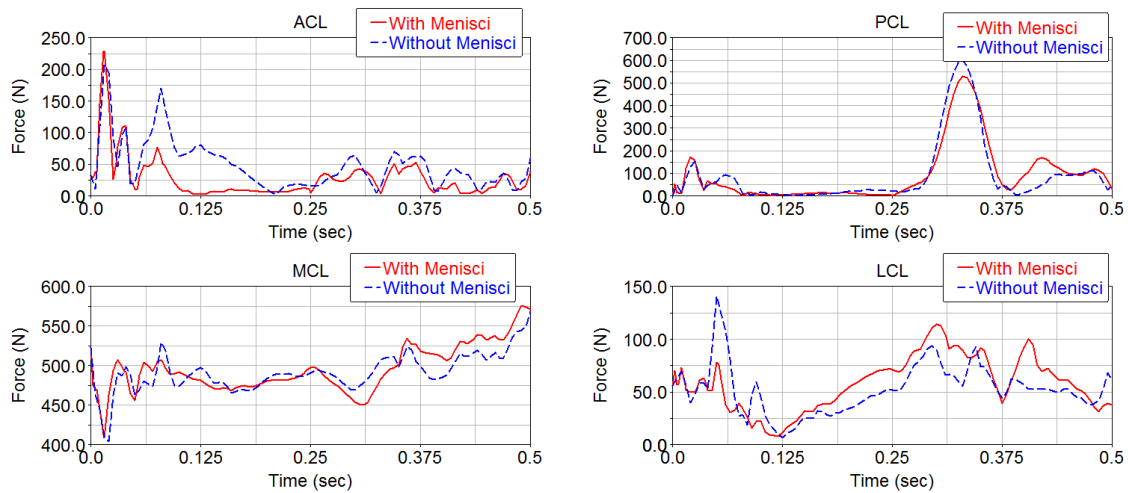 ACL
With Menisci
Without Menisci
Force (N)
250.0
200.0
150.0
100.0
50.0
0.0
0.0 0.125 0.25 0.375 0.5
Time (sec)
PCL
With Menisci
Without Menisci
Force (N)
700.0
600.0
500.0
400.0
300.0
200.0
100.0
0.0
0.0 0.125 0.25 0.375 0.5
Time (sec)
MCL
With Menisci
Without Menisci
Force (N)
600.0
550.0
500.0
450.0
400.0
0.0 0.125 0.25 0.375 0.5
Time (sec)
LCL
With Menisci
Without Menisci
Force (N)
150.0
100.0
50.0
0.0
0.0 0.125 0.25 0.375 0.5
Time (sec)